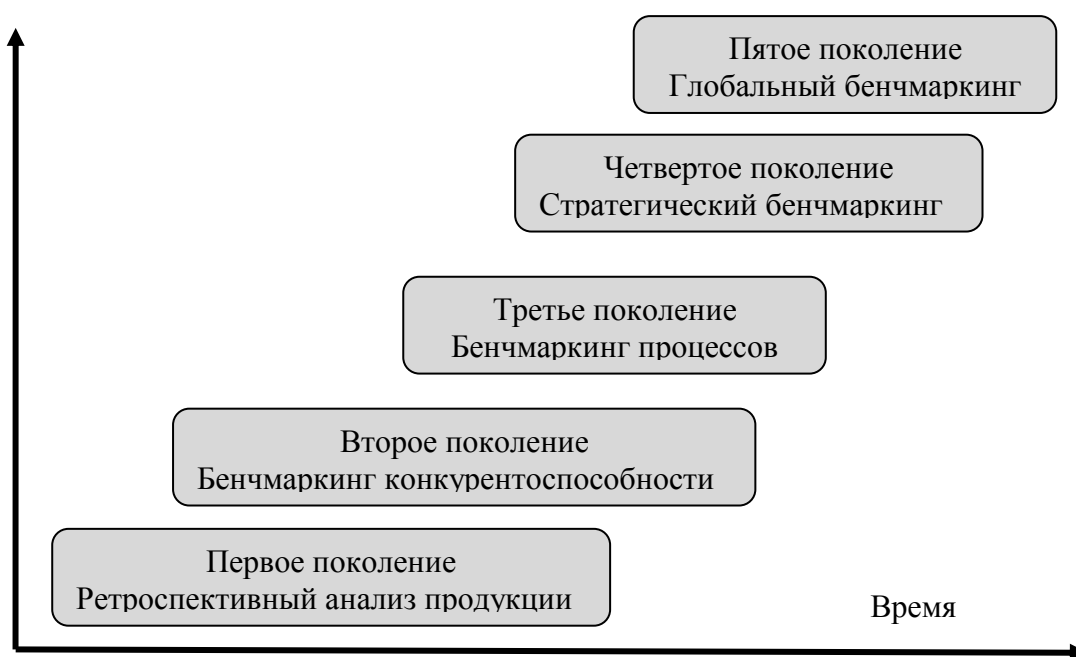 Пятое поколение
Глобальный бенчмаркинг
Четвертое поколение
Стратегический бенчмаркинг
Третье поколение
Бенчмаркинг процессов
Второе поколение
Бенчмаркинг конкурентоспособности
Первое поколение
Ретроспективный анализ продукции
Время